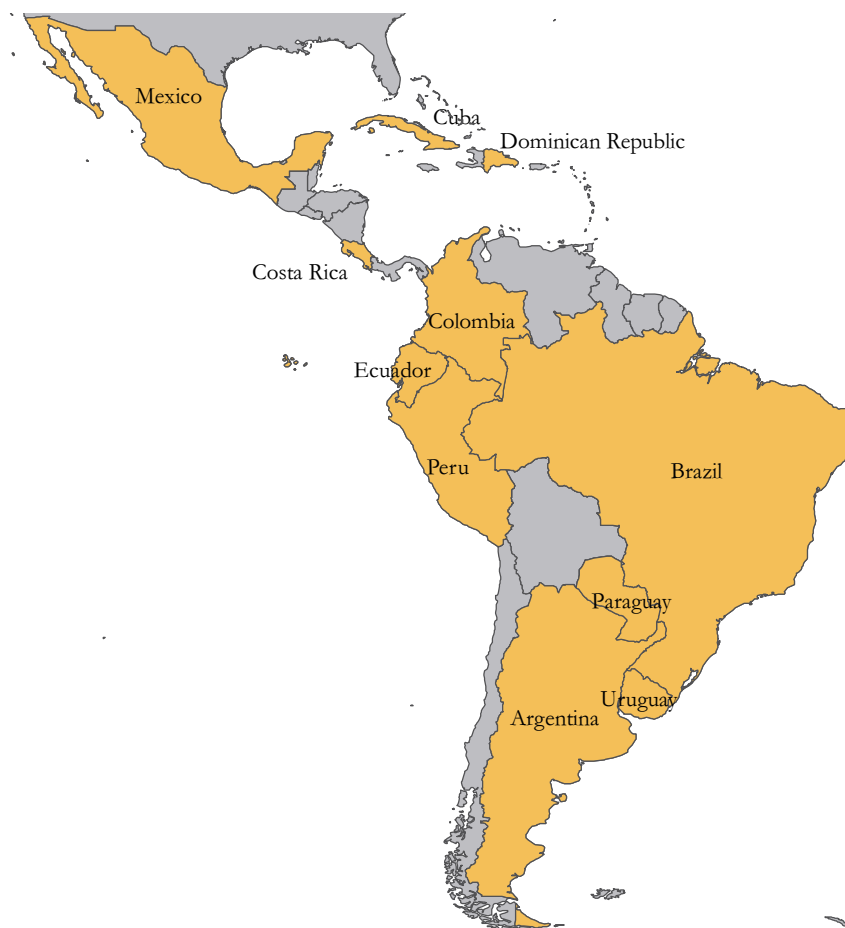 Mexico
Cuba
Dominican Republic
Costa Rica
Colombia
Ecuador
Peru
Brazil
Paraguay
Uruguay
Argentina